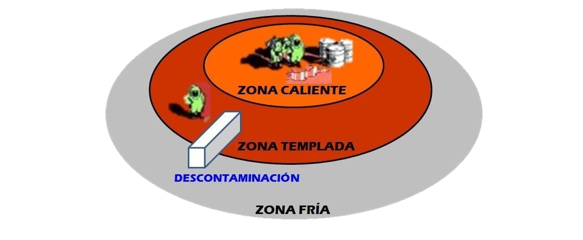 ZONA CALIENTE
ZONA TEMPLADA
DESCONTAMINACIÓN
ZONA FRÍA